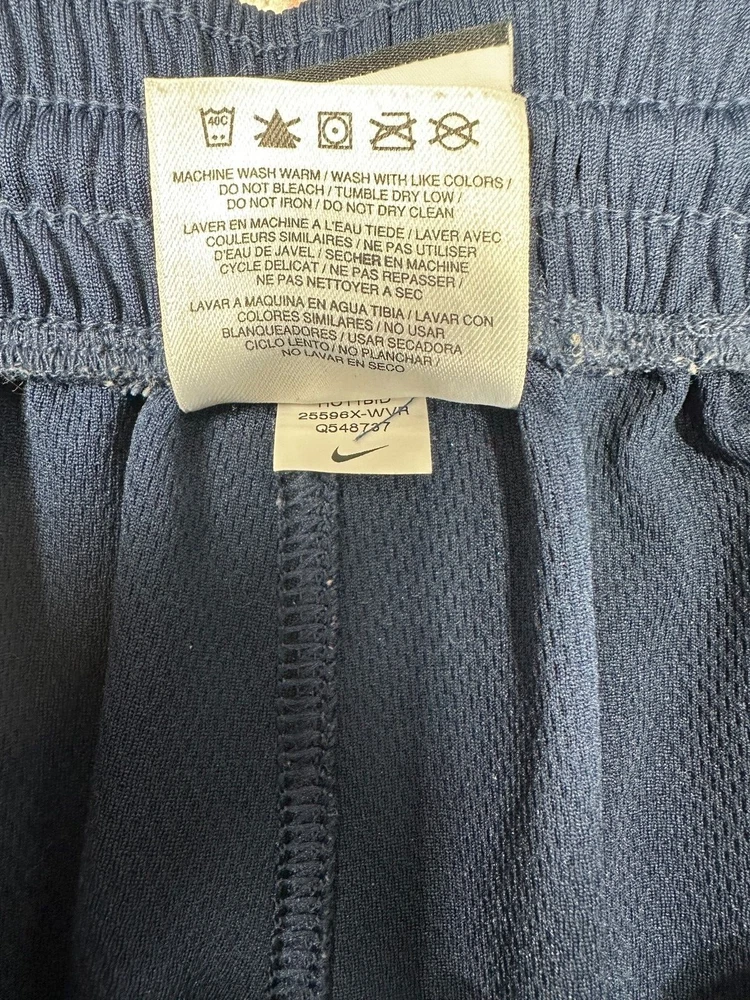 40C
MACHINE WASH WARM / WASH WITH LIKE COLORS /
DO NOT BLEACH / TUMBLE DRY LOW /
DO NOT IRON / DO NOT DRY CLEAN
LAVER EN MACHINE A L'EAU TIEDE / LAVER AVEC
COULEURS SIMILAIRES / NE PAS UTILISER
D'EAU DE JAVEL / SECHER EN MACHINE
CYCLE DELICAT / NE PAS REPASSER /
NE PAS NETTOYER A SEC
LAVAR A MAQUINA EN AGUA TIBIA / LAVAR CON
COLORES SIMILARES / NO USAR
BLANQUEADORES / USAR SECADORA
CICLO LENTO / NO PLANCHAR /
NO LAVAR EN SECO
25596X-WVR
Q548737